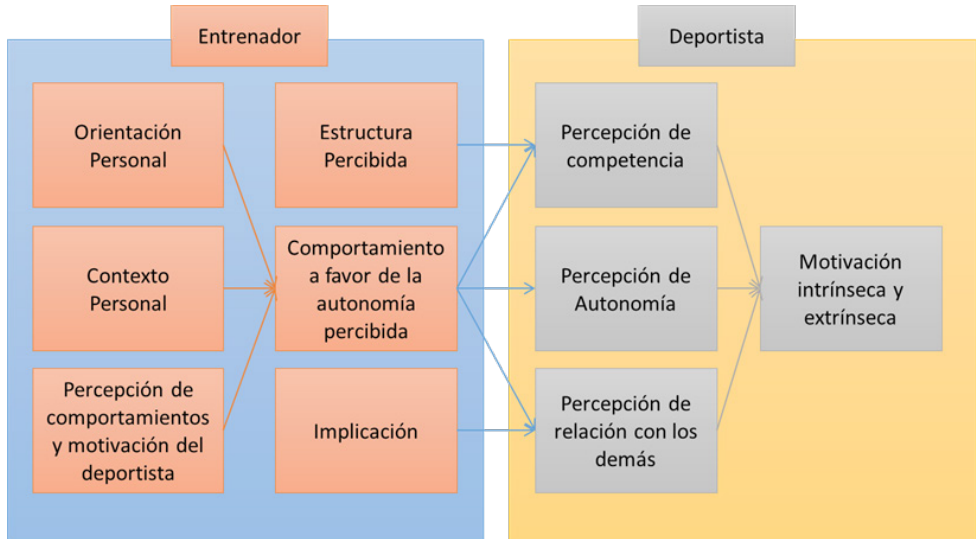 Entrenador
Deportista
Orientación
Personal
Estructura
Percibida
Percepción de
competencia
Contexto
Personal
Comportamiento
a favor de la
autonomía
percibida
Percepción de
Autonomía
Motivación
intrínseca y
extrínseca
Percepción de
comportamientos
y motivación del
deportista
Implicación
Percepción de
relación con los
demás